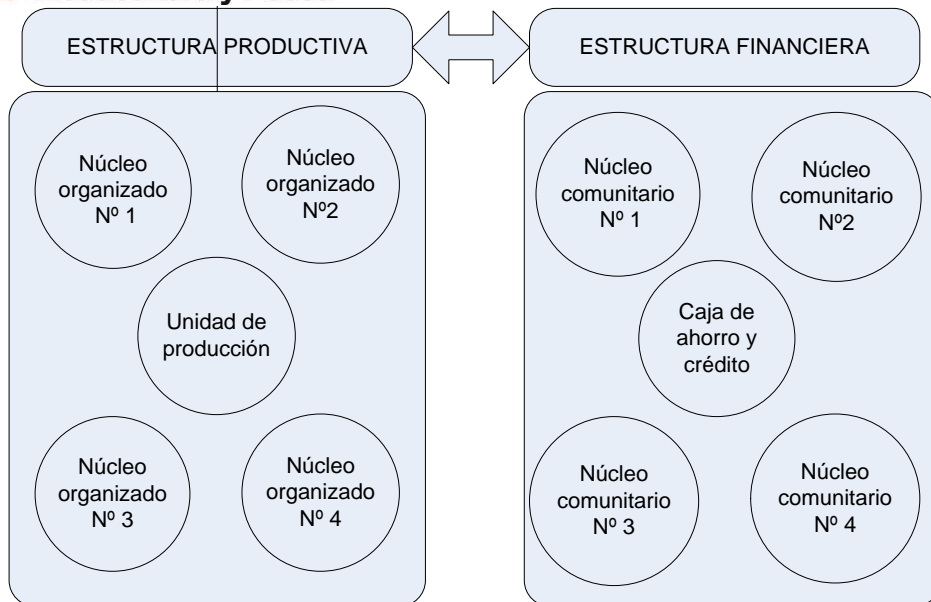 ESTRUCTURA PRODUCTIVA
ESTRUCTURA FINANCIERA
Núcleo
organizado
Nº 1
Núcleo
organizado
Nº2
Unidad de
producción
Núcleo
organizado
Nº 3
Núcleo
organizado
Nº 4
Núcleo
comunitario
Nº 1
Núcleo
comunitario
Nº2
Caja de
ahorro y
crédito
Núcleo
comunitario
Nº 3
Núcleo
comunitario
Nº 4